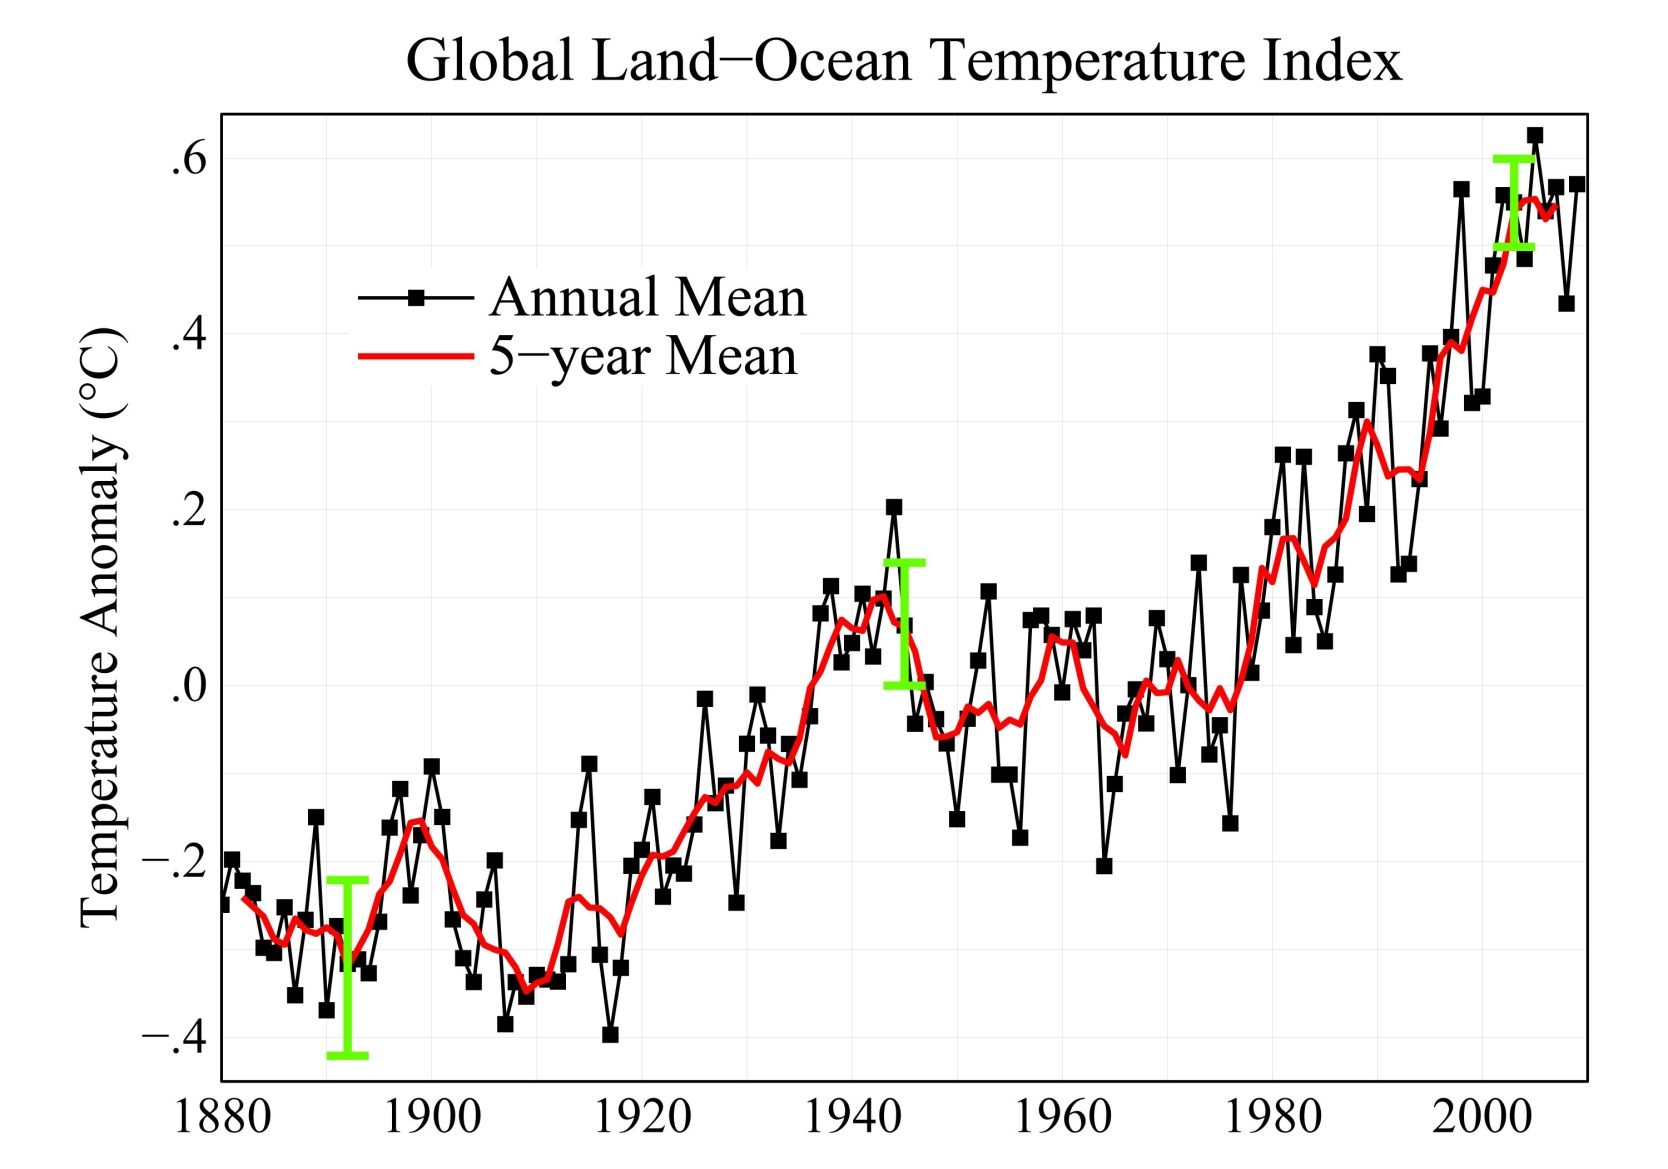 Global Land−Ocean Temperature Index
Annual Mean
5−year Mean
Temperature Anomaly (°C)
.6
.4
.2
.0
−.2
−.4
1880 1900 1920 1940 1960 1980 2000